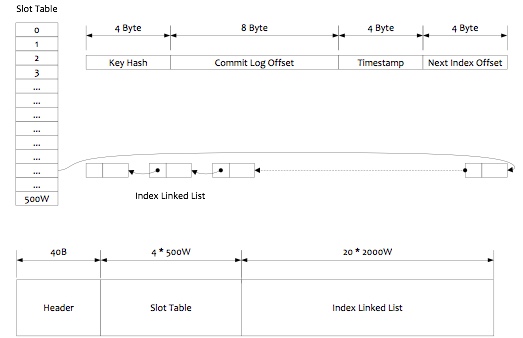 Slot Table
0
1
2
3
...
...
...
...
...
...
...
...
500W
4 Byte 8 Byte 4 Byte 4 Byte
Key Hash Commit Log Offset Timestamp Next Index Offset
Index Linked List
40B 4 * 500W 20 * 2000W
Header Slot Table Index Linked List